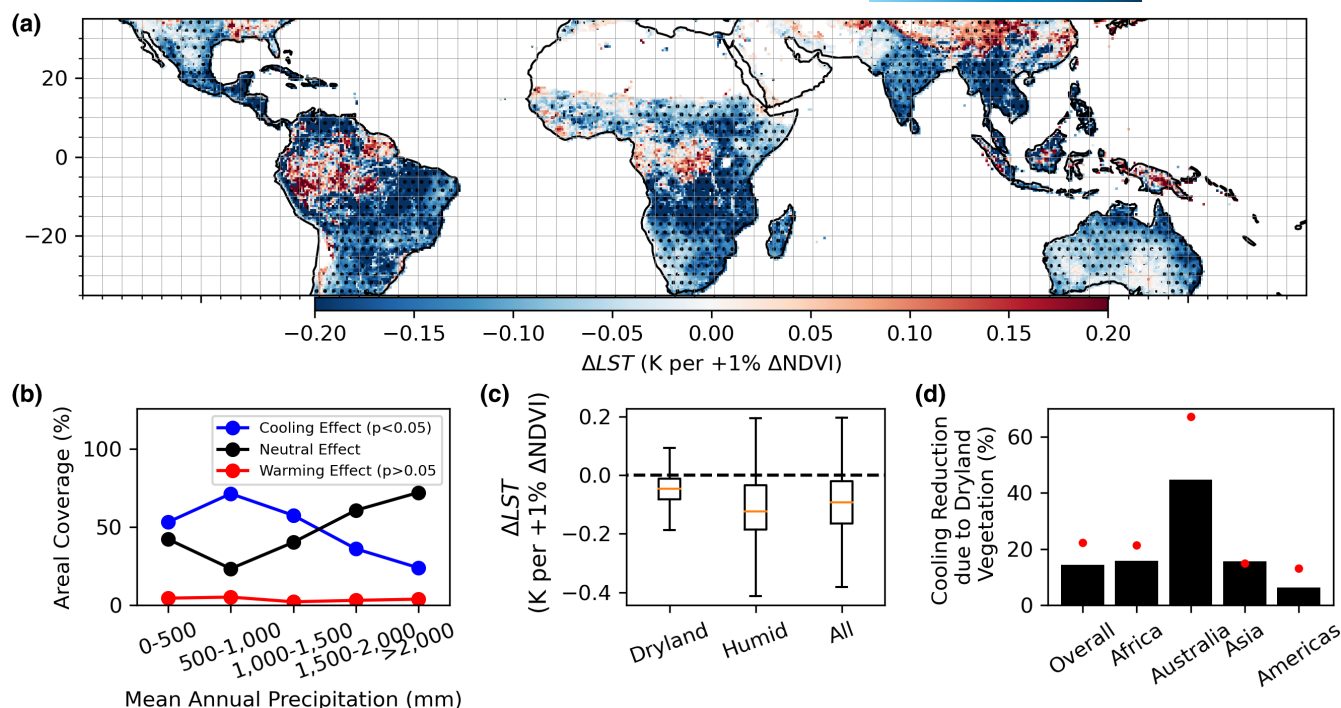 (a)
20
0
−20
−0.20 −0.15 −0.10 −0.05 0.00 0.05 0.10 0.15 0.20
ΔLST (K per +1% ΔNDVI)
(b)
Areal Coverage (%)
100
50
0
Cooling Effect (p<0.05)
Neutral Effect
Warming Effect (p>0.05
0-500
500-1,000
1,000-1,500
1,500-2,000
>2,000
Mean Annual Precipitation (mm)
(c)
ΔLST
(K per +1% ΔNDVI)
0.2
0.0
−0.2
−0.4
Dryland
Humid
All
(d)
Cooling Reduction
due to Dryland
Vegetation (%)
60
40
20
0
Overall
Africa
Australia
Asia
Americas